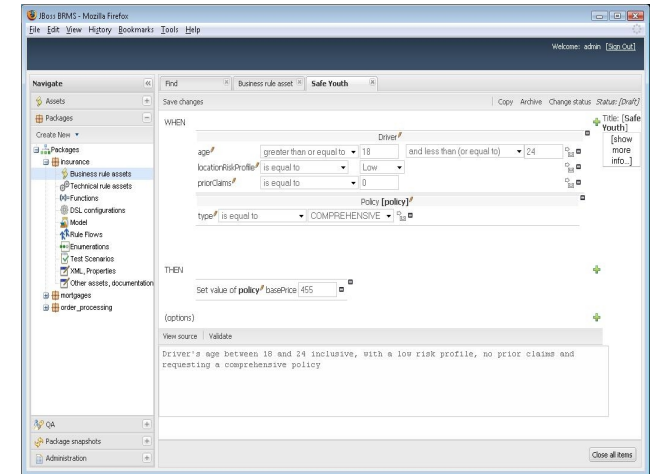 JBoss BRMS - Mozilla Firefox
File Edit View History Bookmarks Tools Help
Welcome: admin [Sign Out]
Navigate
Assets
Packages
Create New
Packages
insurance
Business rule assets
Technical rule assets
Functions
DSL configurations
Model
Rule Flows
Enumerations
Test Scenarios
XML, Properties
Other assets, documentation
mortgages
order_processing
QA
Package snapshots
Administration
Find Business rule asset Safe Youth
Save changes Copy Archive Change status Status: [Draft]
WHEN
Title: [Safe Youth]
[show more info...]
Driver
age greater than or equal to 18 and less than (or equal to) 24
locationRiskProfile is equal to Low
priorClaims is equal to 0
Policy [policy]
type is equal to COMPREHENSIVE
THEN
Set value of policy basePrice 455
(options)
View source Validate
Driver's age between 18 and 24 inclusive, with a low risk profile, no prior claims and
requesting a comprehensive policy
Close all items